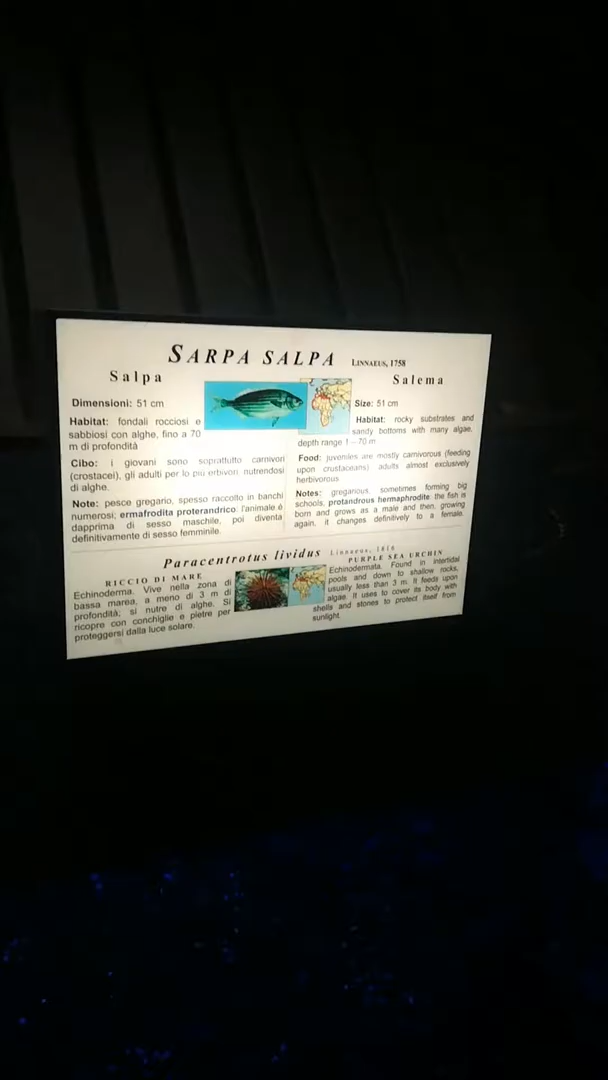 SARPA SALPA LINNAEUS, 1758
Salpa
Dimensioni: 51 cm
Habitat: fondali rocciosi e
sabbiosi con alghe, fino a 70
m di profondità
Cibo: i giovani sono soprattutto carnivori
(crostacei), gli adulti per lo più erbivori nutrendosi
di alghe.
Note: pesce gregario, spesso raccolto in banchi
numerosi; ermafrodita proterandrico: l'animale è
dapprima di sesso maschile, poi diventa
definitivamente di sesso femminile.
Salema
Size: 51 cm
Habitat: rocky substrates and
sandy bottoms with many algae,
depth range 1 – 70 m
Food: juveniles are mostly carnivorous (feeding
upon crustaceans) adults almost exclusively
herbivorous
Notes: gregarious, sometimes forming big
schools, protandrous hermaphrodite: the fish is
born and grows as a male and then, growing
again, it changes definitively to a female.
Paracentrotus lividus Linnaeus, 1816
RICCIO DI MARE
Echinoderma. Vive nella zona di
bassa marea, a meno di 3 m di
profondità; si nutre di alghe. Si
ricopre con conchiglie e pietre per
proteggersi dalla luce solare.
PURPLE SEA URCHIN
Echinodermata. Found in intertidal
pools and down to shallow rocks,
usually less than 3 m. It feeds upon
algae. It uses to cover its body with
shells and stones to protect itself from
sunlight.